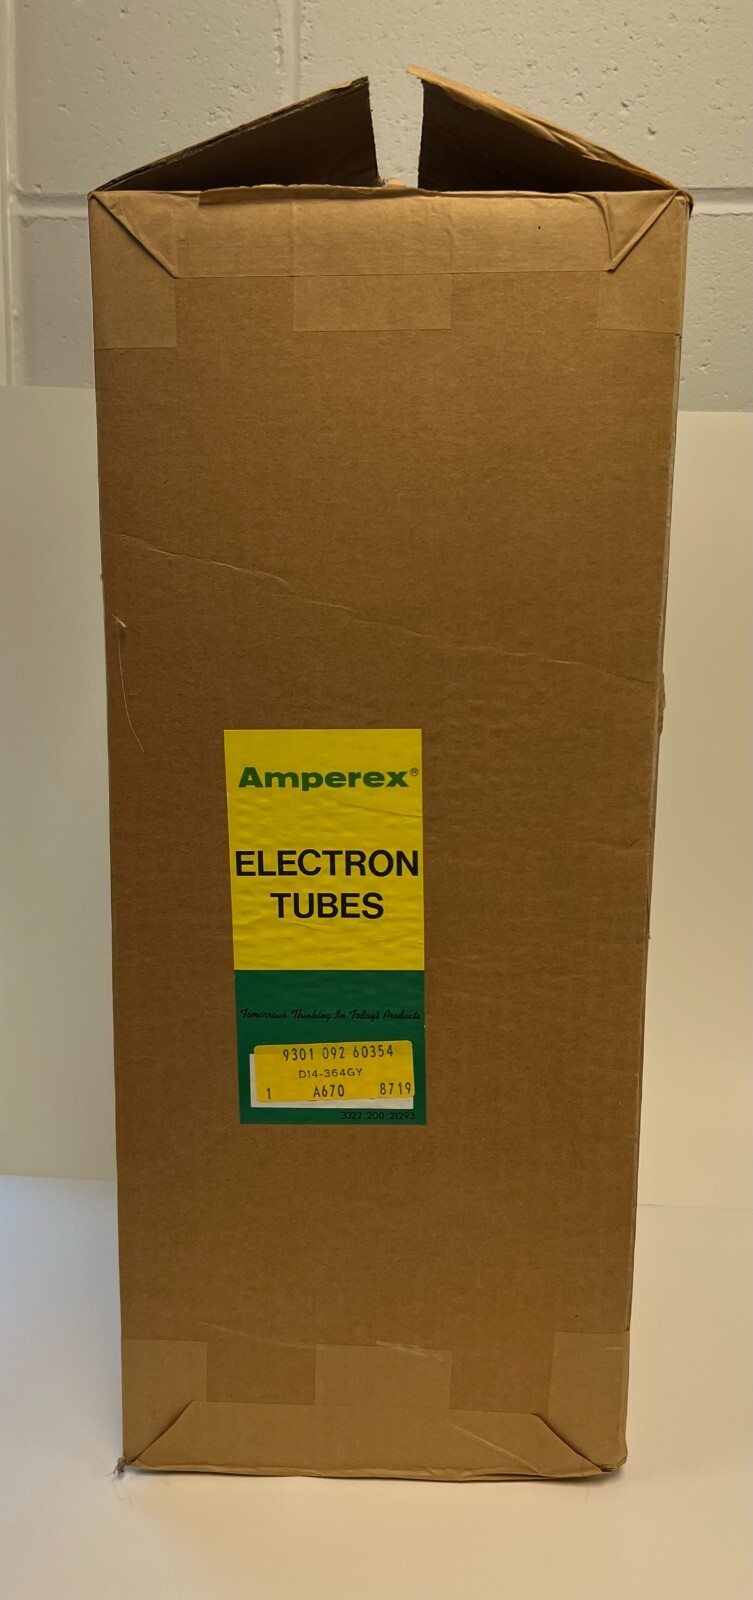 Amperex®
ELECTRON
TUBES
Tomorrow's Thinking In Today's Products
9301 092 60354
D14-364GY
1 A670 8719
3322 200 21293